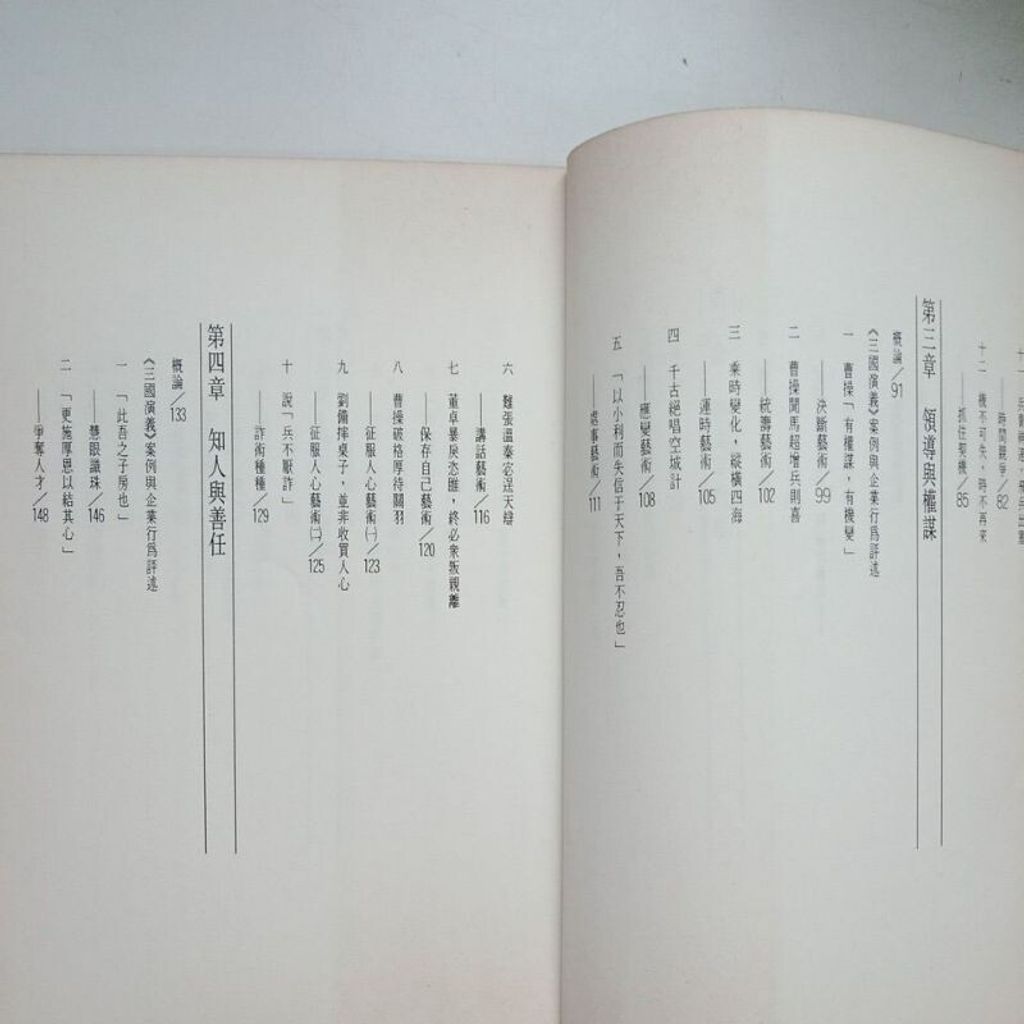 時間競爭／82
十二 機不可失，時不再來
——抓住契機／85
第三章 領導與權謀
概論／91
《三國演義》案例與企業行爲評述
一 曹操「有權謀，有機變」
——決斷藝術／99
二 曹操聞馬超增兵則喜
——統籌藝術／102
三 乘時變化，縱橫四海
——運時藝術／105
四 千古絕唱空城計
——應變藝術／108
五 「以小利而失信于天下，吾不忍也」
藝術／111
六 難張溫秦宓逞天辯
——講話藝術／116
七 董卓暴戾恣睢，終必衆叛親離
——保存自己藝術／120
八 曹操破格厚待關羽
——征服人心藝術㈠／123
九 劉備摔桌子，並非收買人心
——征服人心藝術㈡／125
十 說「兵不厭詐」
——詐術種種／129
第四章 知人與善任
概論／133
《三國演義》案例與企業行爲評述
一 「此吾之子房也」
——慧眼識珠／146
二 「更施厚恩以結其心」
——爭奪人才／148